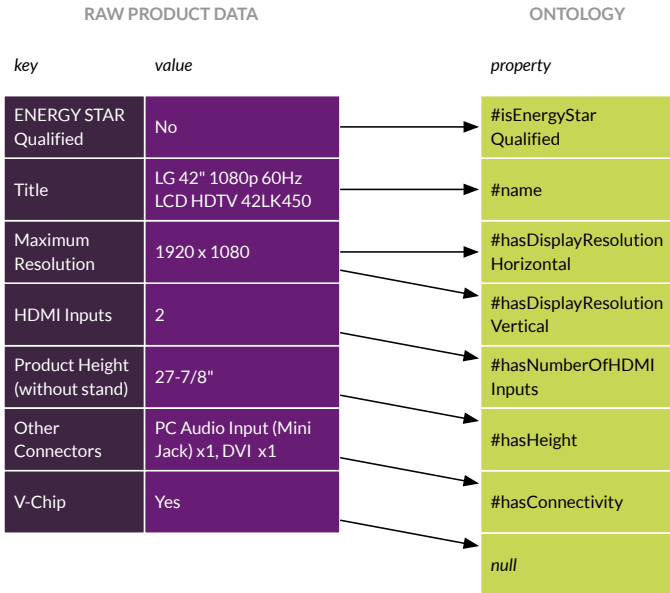 RAW PRODUCT DATA
ONTOLOGY
key
value
property
ENERGY STAR
Qualified
No
#isEnergyStar
Qualified
Title
LG 42" 1080p 60Hz
LCD HDTV 42LK450
#name
Maximum
Resolution
1920 x 1080
#hasDisplayResolution
Horizontal
#hasDisplayResolution
Vertical
HDMI Inputs
2
#hasNumberOfHDMI
Inputs
Product Height
(without stand)
27-7/8"
#hasHeight
Other
Connectors
PC Audio Input (Mini
Jack) x1, DVI x1
#hasConnectivity
V-Chip
Yes
null